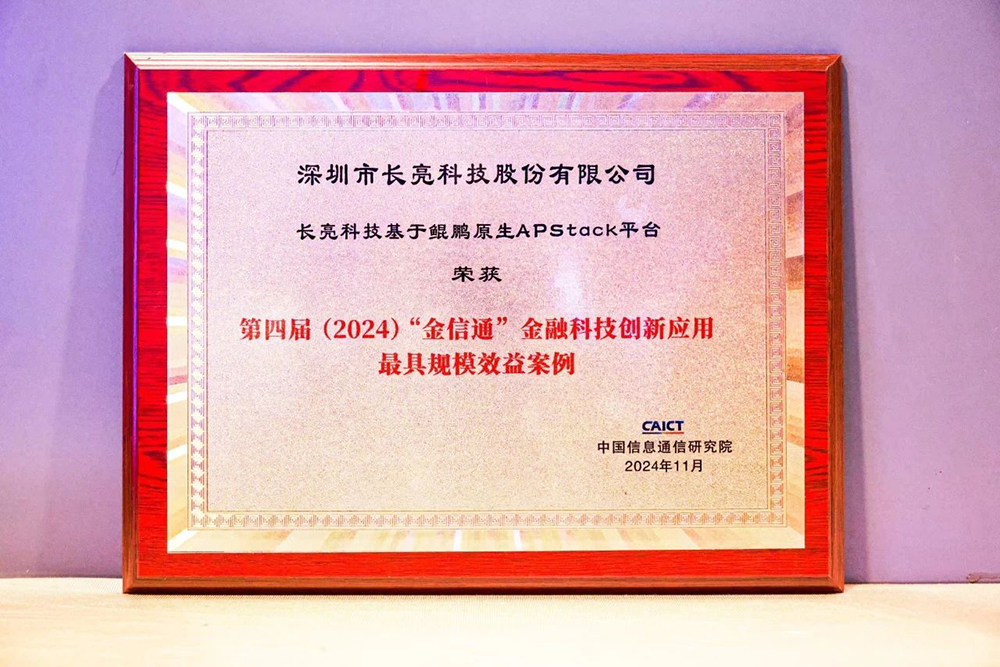 深圳市长亮科技股份有限公司
长亮科技基于鲲鹏原生APStack平台
荣获
第四届（2024）“金信通”金融科技创新应用
最具规模效益案例
CAICT
中国信息通信研究院
2024年11月